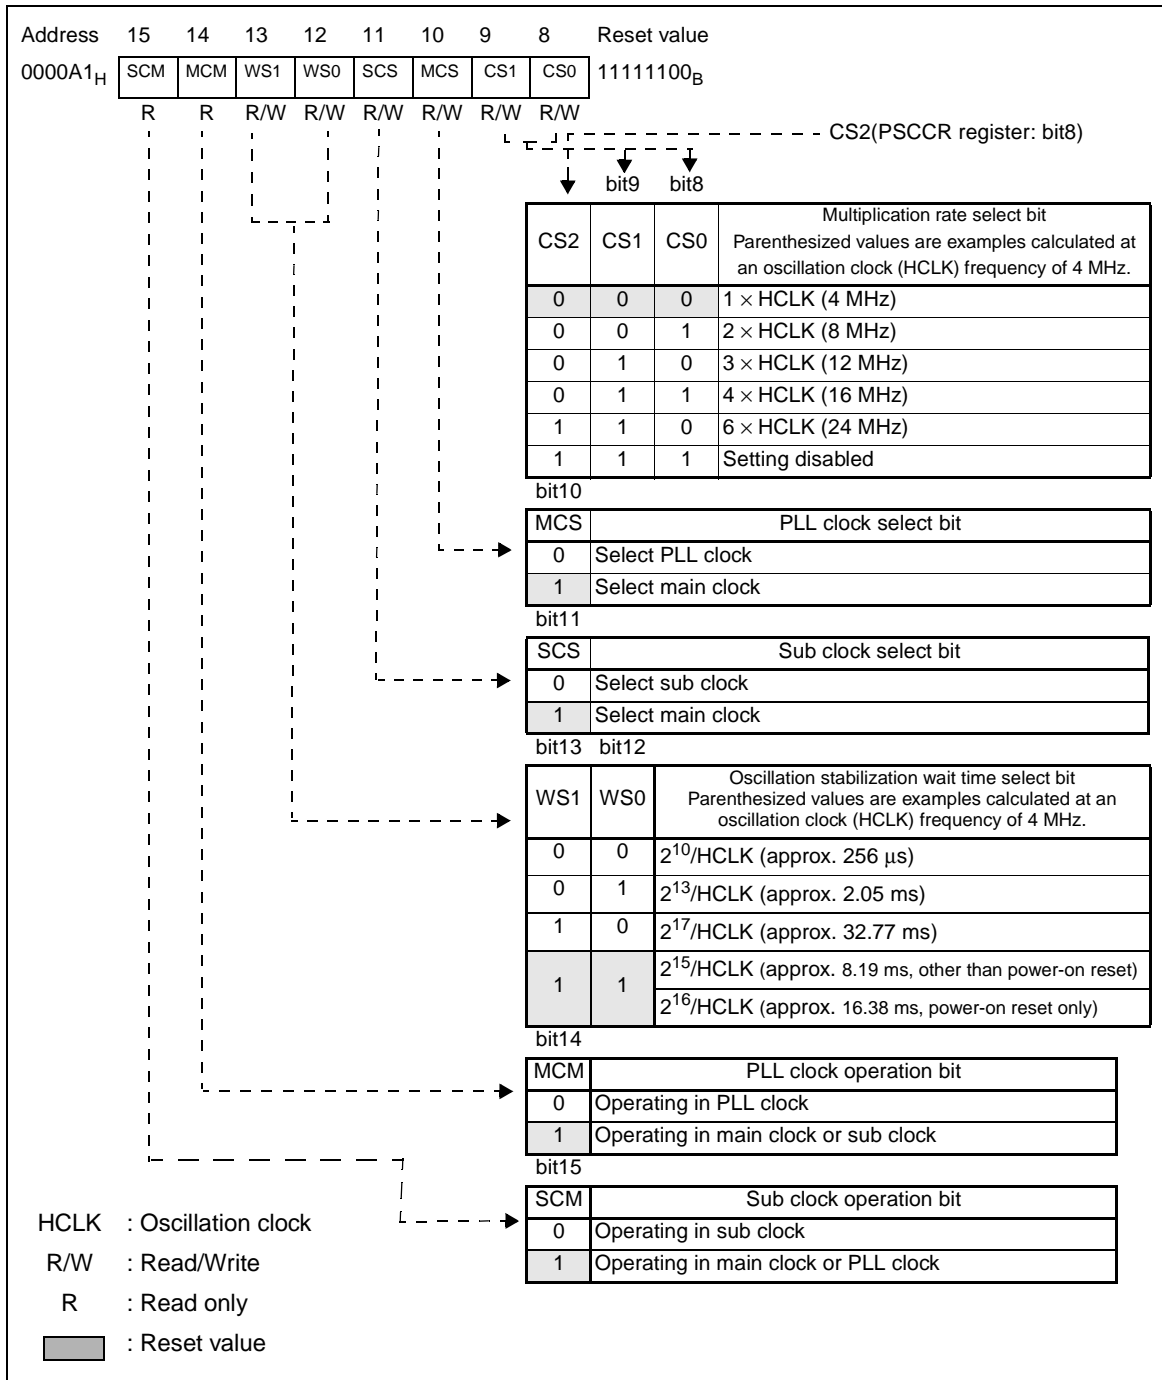 Address 15 14 13 12 11 10 9 8 Reset value
0000A1H SCM MCM WS1 WS0 SCS MCS CS1 CS0 11111100B
R R R/W R/W R/W R/W R/W R/W
CS2(PSCCR register: bit8)
bit9 bit8
CS2 CS1 CS0 Multiplication rate select bit
Parenthesized values are examples calculated at
an oscillation clock (HCLK) frequency of 4 MHz.
0 0 0 1 × HCLK (4 MHz)
0 0 1 2 × HCLK (8 MHz)
0 1 0 3 × HCLK (12 MHz)
0 1 1 4 × HCLK (16 MHz)
1 1 0 6 × HCLK (24 MHz)
1 1 1 Setting disabled
bit10
MCS PLL clock select bit
0 Select PLL clock
1 Select main clock
bit11
SCS Sub clock select bit
0 Select sub clock
1 Select main clock
bit13 bit12
WS1 WS0 Oscillation stabilization wait time select bit
Parenthesized values are examples calculated at an
oscillation clock (HCLK) frequency of 4 MHz.
0 0 2^10/HCLK (approx. 256 μs)
0 1 2^13/HCLK (approx. 2.05 ms)
1 0 2^17/HCLK (approx. 32.77 ms)
1 1 2^15/HCLK (approx. 8.19 ms, other than power-on reset)
2^16/HCLK (approx. 16.38 ms, power-on reset only)
bit14
MCM PLL clock operation bit
0 Operating in PLL clock
1 Operating in main clock or sub clock
bit15
SCM Sub clock operation bit
0 Operating in sub clock
1 Operating in main clock or PLL clock
HCLK : Oscillation clock
R/W : Read/Write
R : Read only
: Reset value